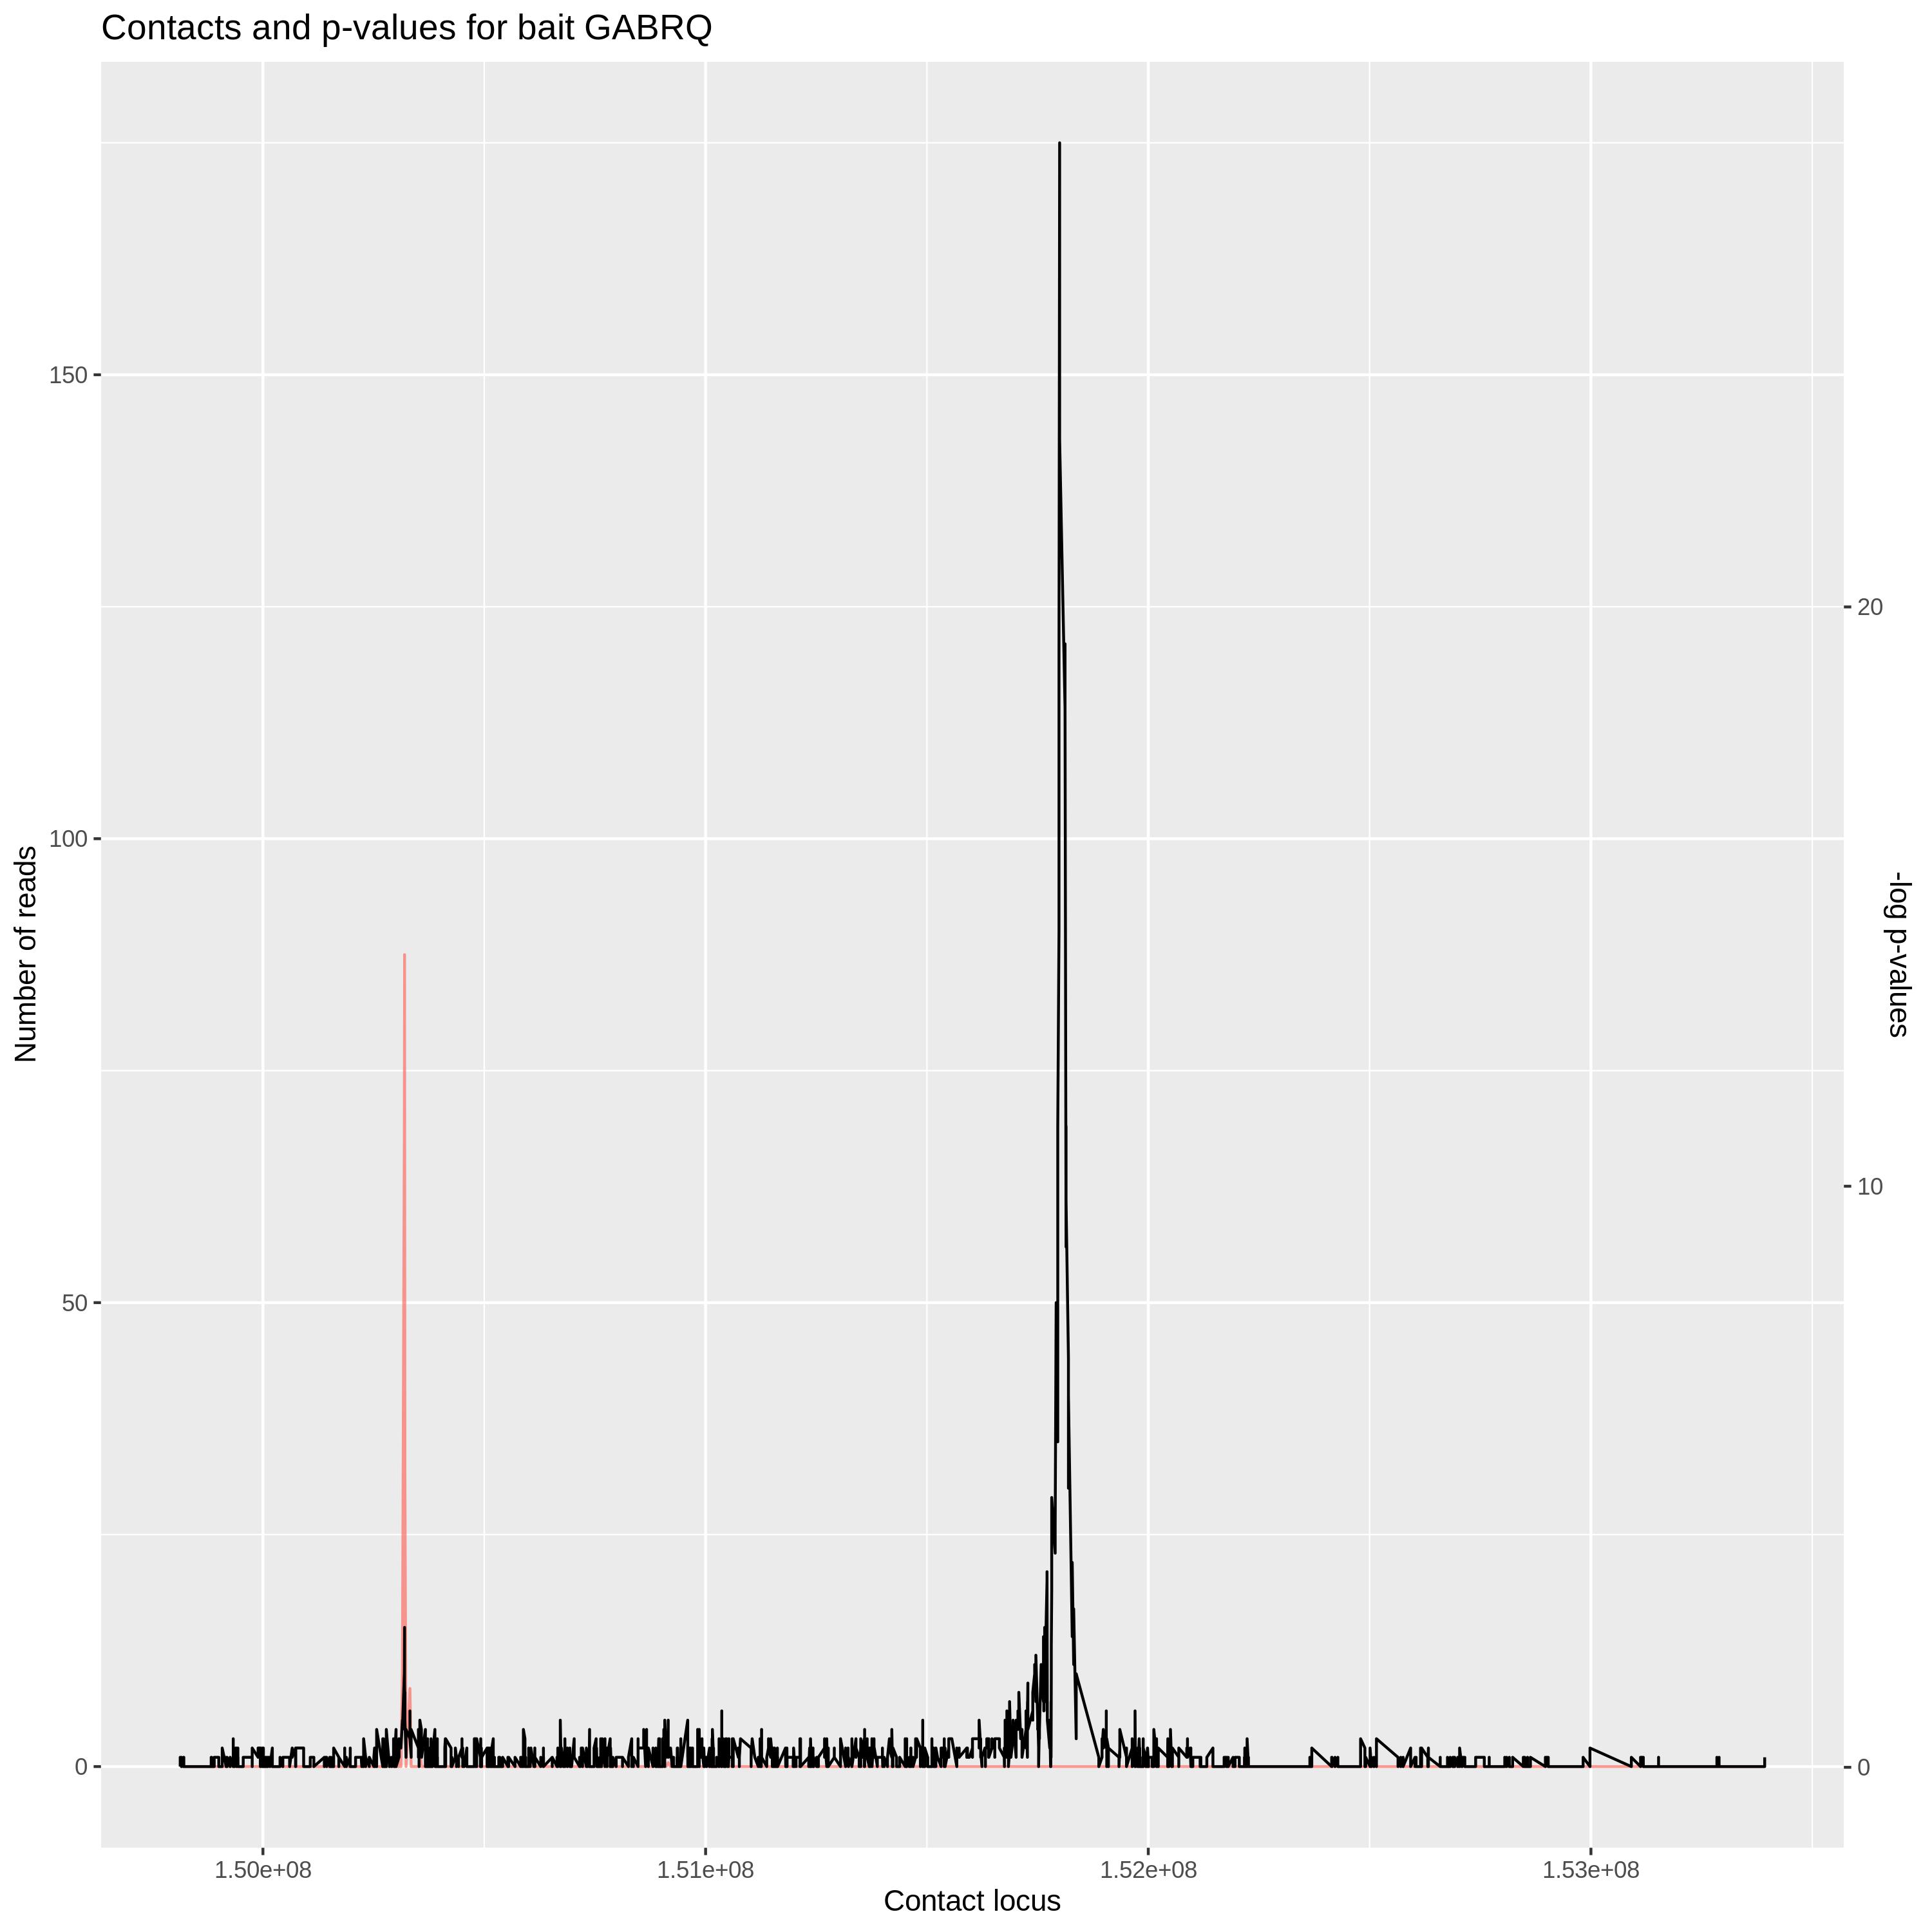 Contacts and p-values for bait GABRQ
Number of reads
150
100
50
0
20
10
0
-log p-values
1.50e+08
1.51e+08
1.52e+08
1.53e+08
Contact locus